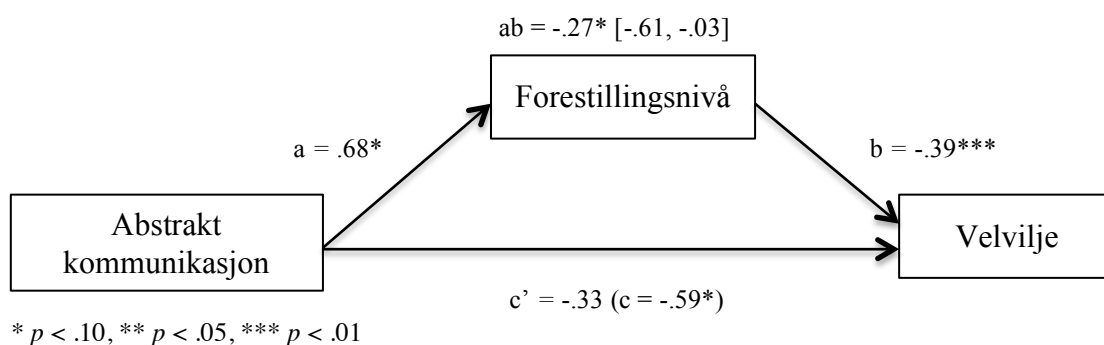 ab = -.27* [-.61, -.03]
Forestillingsnivå
a = .68*
b = -.39***
Abstrakt
kommunikasjon
Velvilje
c’ = -.33 (c = -.59*)
* p < .10, ** p < .05, *** p < .01